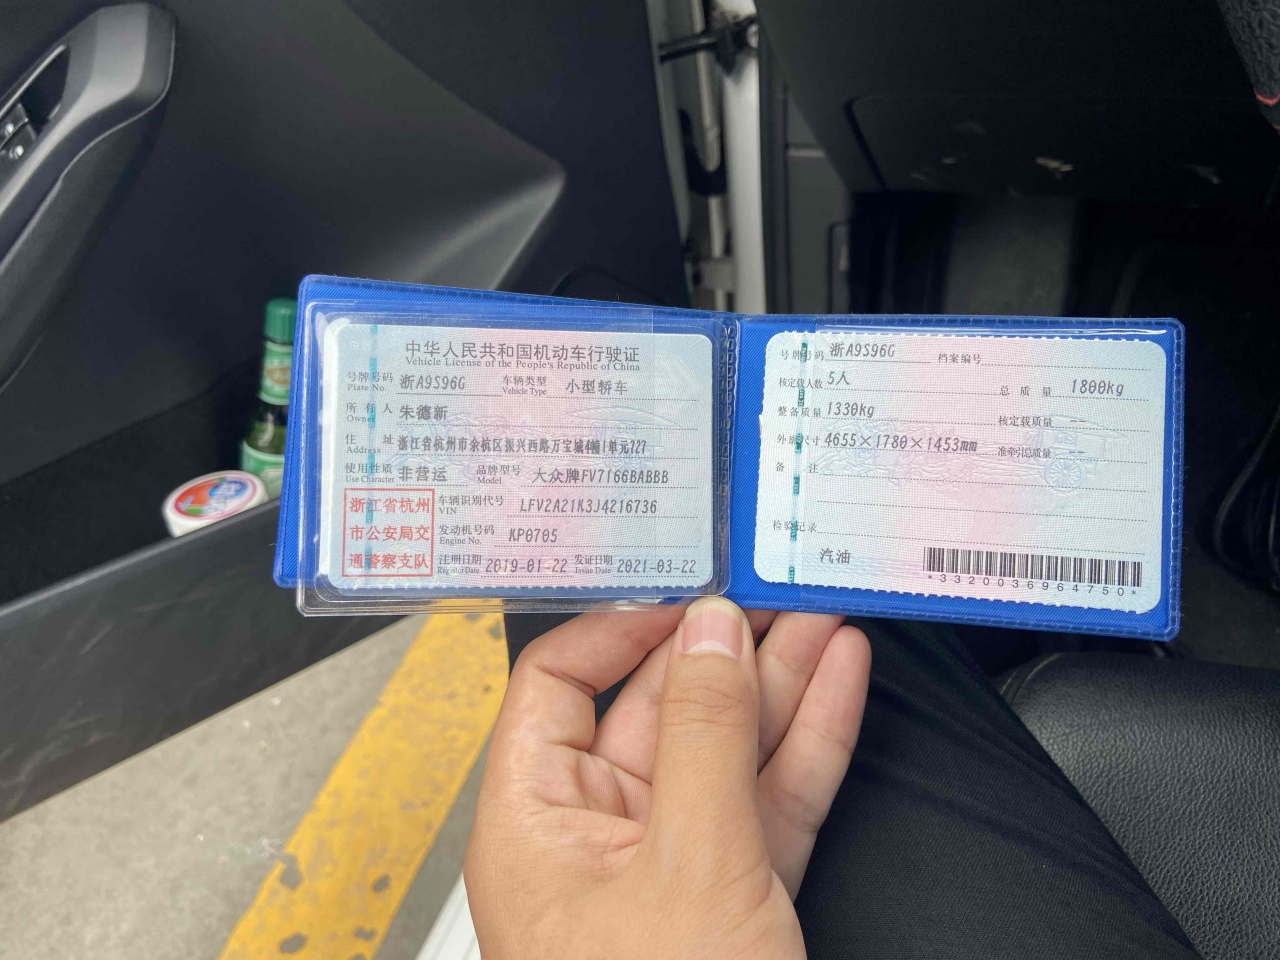 中华人民共和国机动车行驶证
Vehicle License of the People's Republic of China
号牌号码 浙A9S96G 车辆类型 小型轿车
Plate No. Vehicle Type
所有人 朱德新
Owner
住址 浙江省杭州市余杭区振兴西路万宝城4幢1单元727
Address
使用性质 非营运 品牌型号 大众牌FV7166BABBB
Use Character Model
浙江省杭州
市公安局交
通警察支队
车辆识别代号 LFV2A21K3J4216736
VIN
发动机号码 KP0705
Engine No.
注册日期 2019-01-22 发证日期 2021-03-22
Register Date Issue Date
号牌号码 浙A9S96G 档案编号
核定载人数 5人 总质量 1800kg
整备质量 1330kg 核定载质量 --
外廓尺寸 4655×1780×1453mm 准牵引总质量 --
备注
检验记录
汽油
*3320036964750*